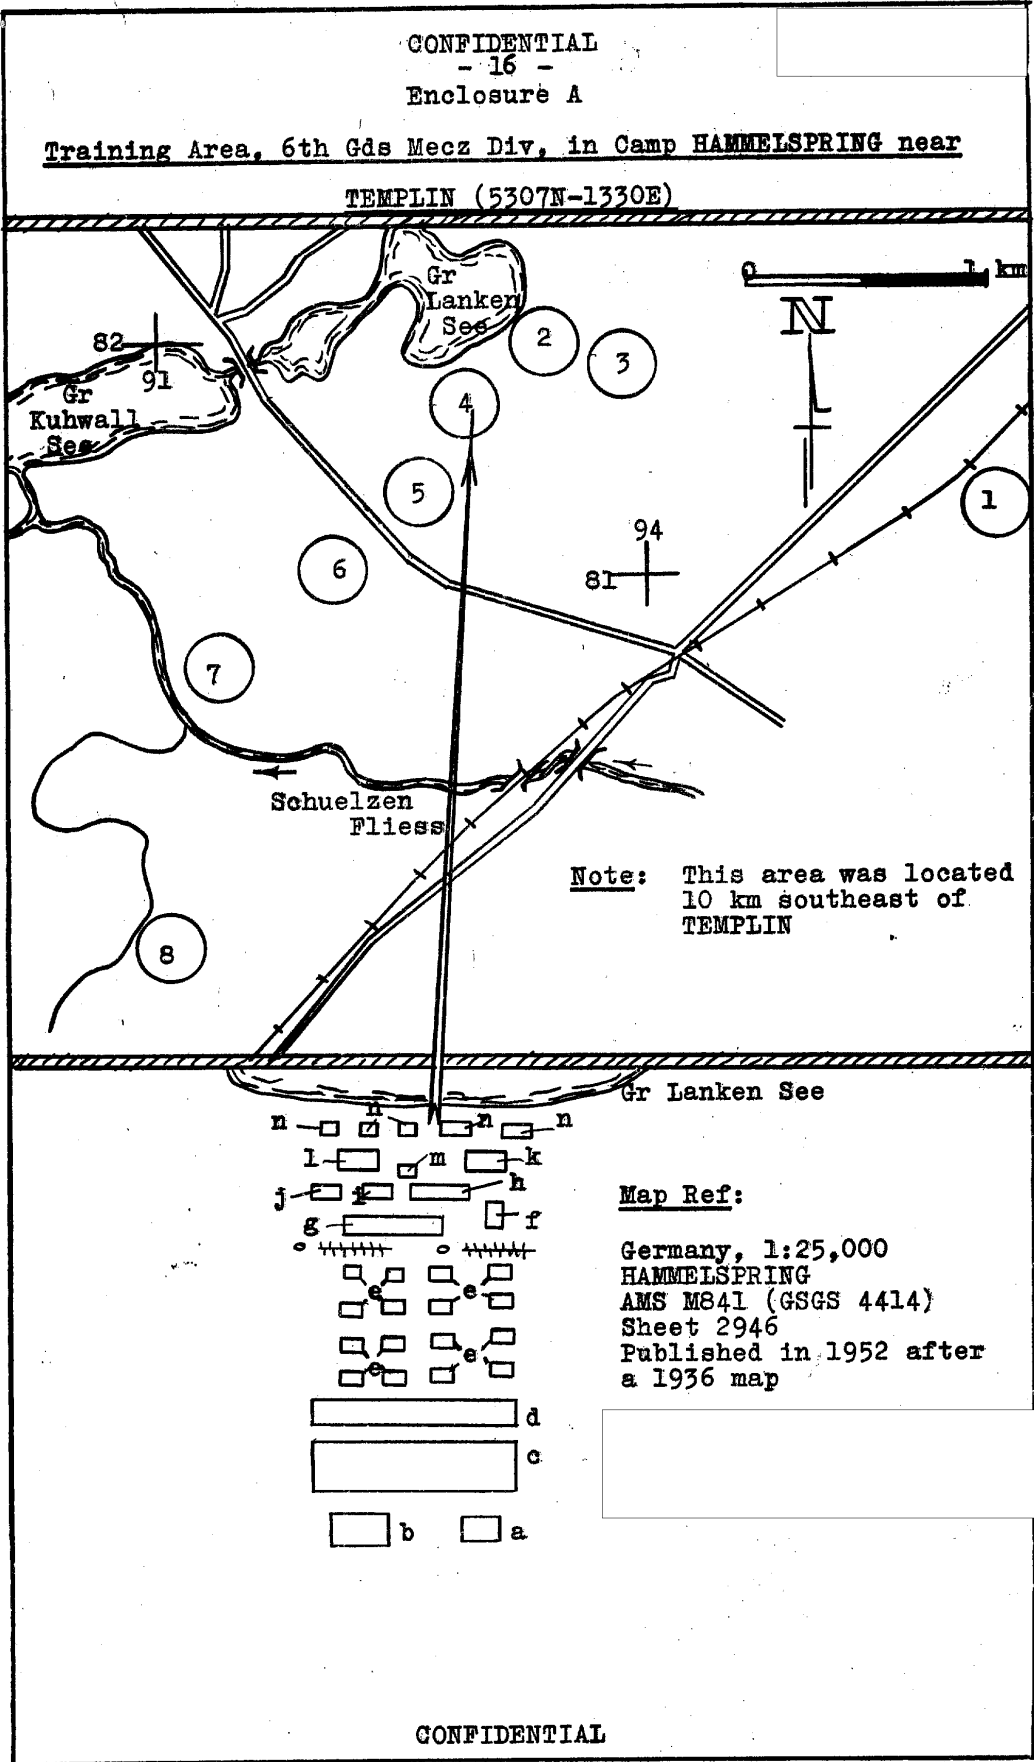 CONFIDENTIAL
- 16 -
Enclosure A
Training Area, 6th Gds Mecz Div, in Camp HAMMELSPRING near
TEMPLIN (5307N-1330E)
0 1 km
N
Gr
Lanken
See
82
91
Gr
Kuhwall
See
2
3
4
5
1
6
94
81
7
Schuelzen
Fliess
Note: This area was located
10 km southeast of
TEMPLIN
8
Gr Lanken See
n n n n
l m k
j i h
g f
o o
e e
e e
d
c
b a
Map Ref:
Germany, 1:25,000
HAMMELSPRING
AMS M841 (GSGS 4414)
Sheet 2946
Published in 1952 after
a 1936 map
CONFIDENTIAL